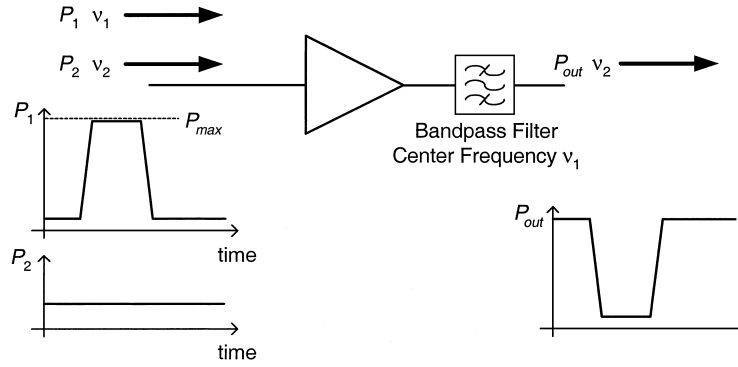 P1 ν1
P2 ν2
Pout ν2
P1
Pmax
Bandpass Filter
Center Frequency ν1
time
P2
Pout
time